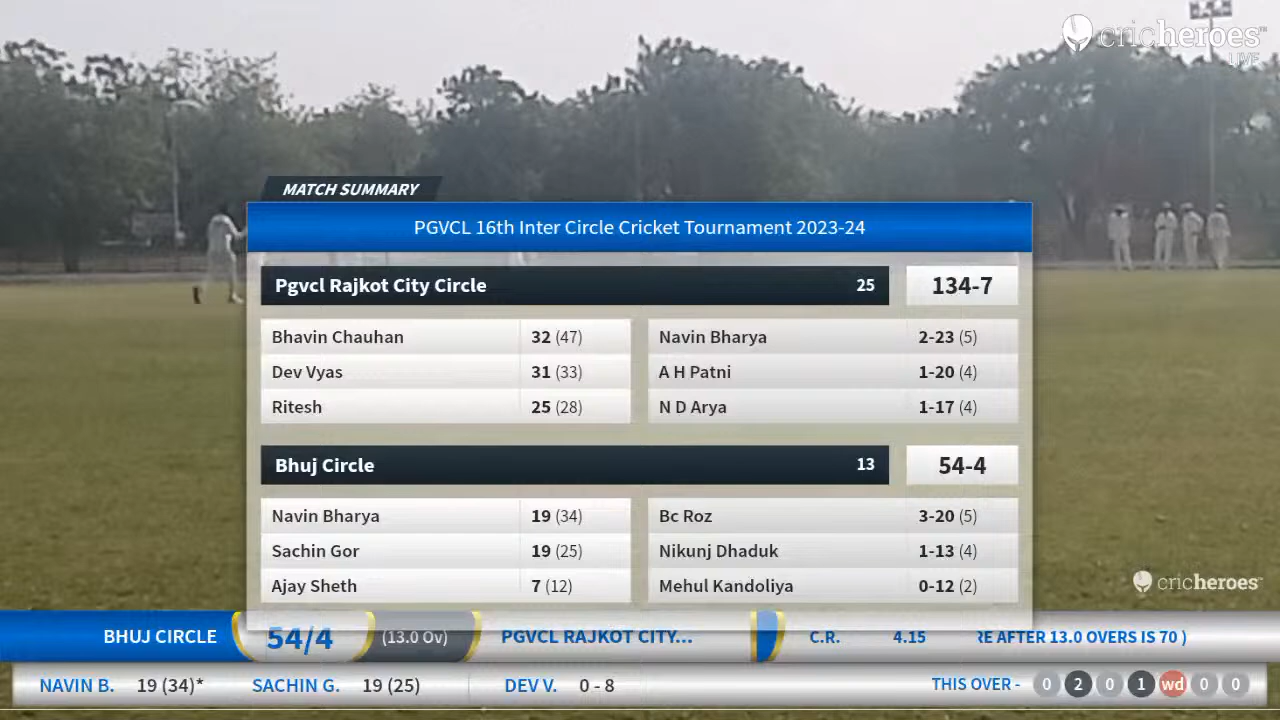 cricheroes™
LIVE
MATCH SUMMARY
PGVCL 16th Inter Circle Cricket Tournament 2023-24
Pgvcl Rajkot City Circle 25 134-7
Bhavin Chauhan 32 (47) Navin Bharya 2-23 (5)
Dev Vyas 31 (33) A H Patni 1-20 (4)
Ritesh 25 (28) N D Arya 1-17 (4)
Bhuj Circle 13 54-4
Navin Bharya 19 (34) Bc Roz 3-20 (5)
Sachin Gor 19 (25) Nikunj Dhaduk 1-13 (4)
Ajay Sheth 7 (12) Mehul Kandoliya 0-12 (2)
cricheroes
BHUJ CIRCLE 54/4 (13.0 Ov) PGVCL RAJKOT CITY... C.R. 4.15 RE AFTER 13.0 OVERS IS 70 )
NAVIN B. 19 (34)* SACHIN G. 19 (25) DEV V. 0 - 8 THIS OVER - 0 2 0 1 wd 0 0